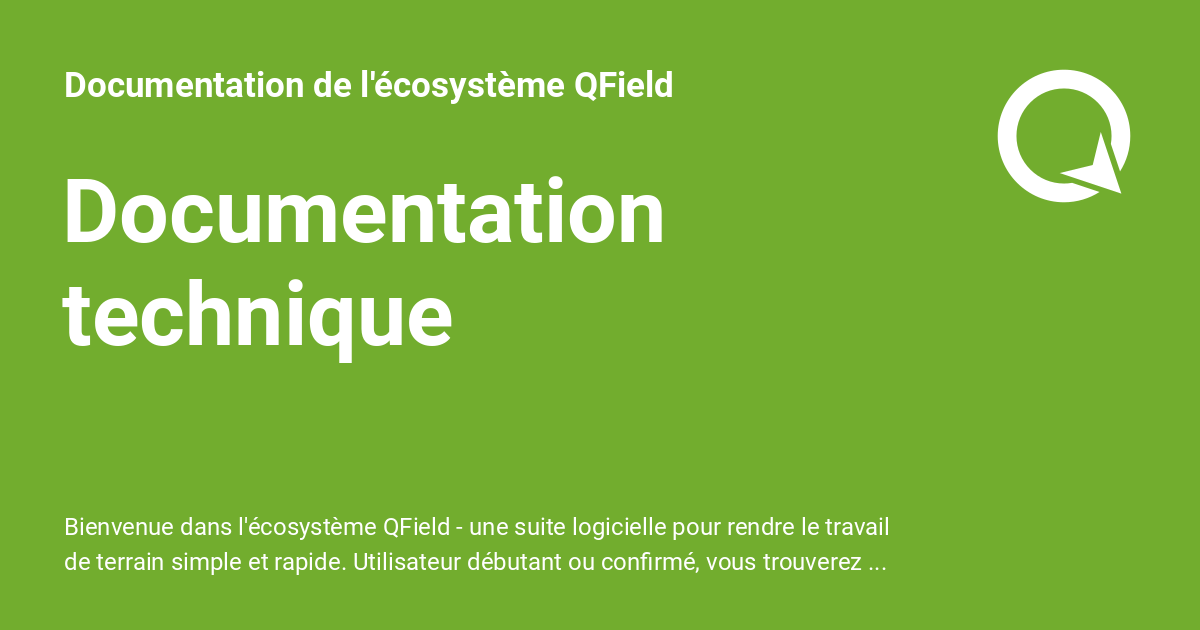 Documentation de l'écosystème QField
Documentation
technique
Bienvenue dans l'écosystème QField - une suite logicielle pour rendre le travail
de terrain simple et rapide. Utilisateur débutant ou confirmé, vous trouverez ...